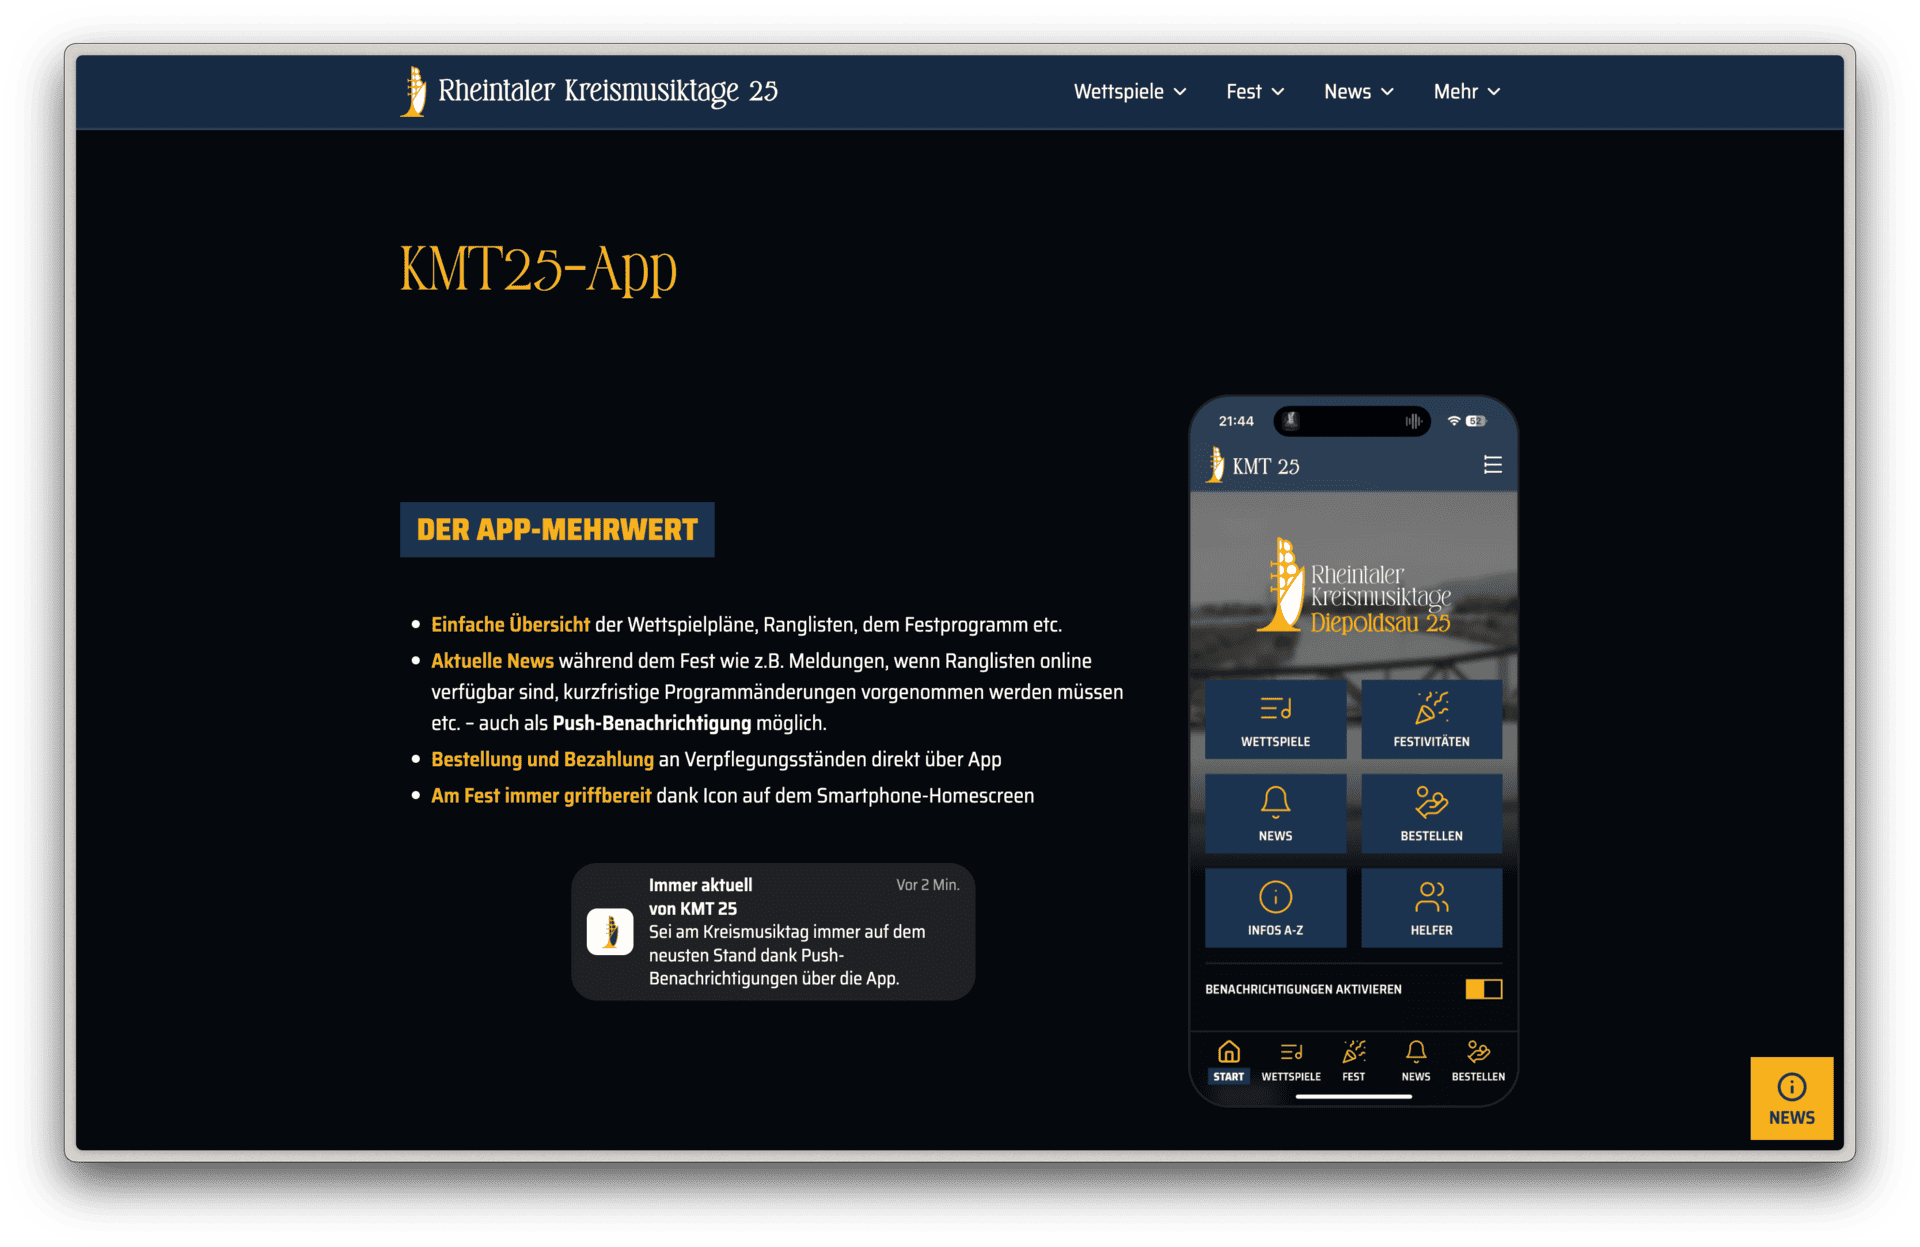 Rheintaler Kreismusiktage 25
Wettspiele
Fest
News
Mehr
KMT25-App
DER APP-MEHRWERT
Einfache Übersicht der Wettspielpläne, Ranglisten, dem Festprogramm etc.
Aktuelle News während dem Fest wie z.B. Meldungen, wenn Ranglisten online
verfügbar sind, kurzfristige Programmänderungen vorgenommen werden müssen
etc. – auch als Push-Benachrichtigung möglich.
Bestellung und Bezahlung an Verpflegungsständen direkt über App
Am Fest immer griffbereit dank Icon auf dem Smartphone-Homescreen
Immer aktuell
Vor 2 Min.
von KMT 25
Sei am Kreismusiktag immer auf dem
neusten Stand dank Push-
Benachrichtigungen über die App.
21:44
52
KMT 25
Rheintaler
Kreismusiktage
Diepoldsau 25
WETTSPIELE
FESTIVITÄTEN
NEWS
BESTELLEN
INFOS A-Z
HELFER
BENACHRICHTIGUNGEN AKTIVIEREN
START
WETTSPIELE
FEST
NEWS
BESTELLEN
NEWS